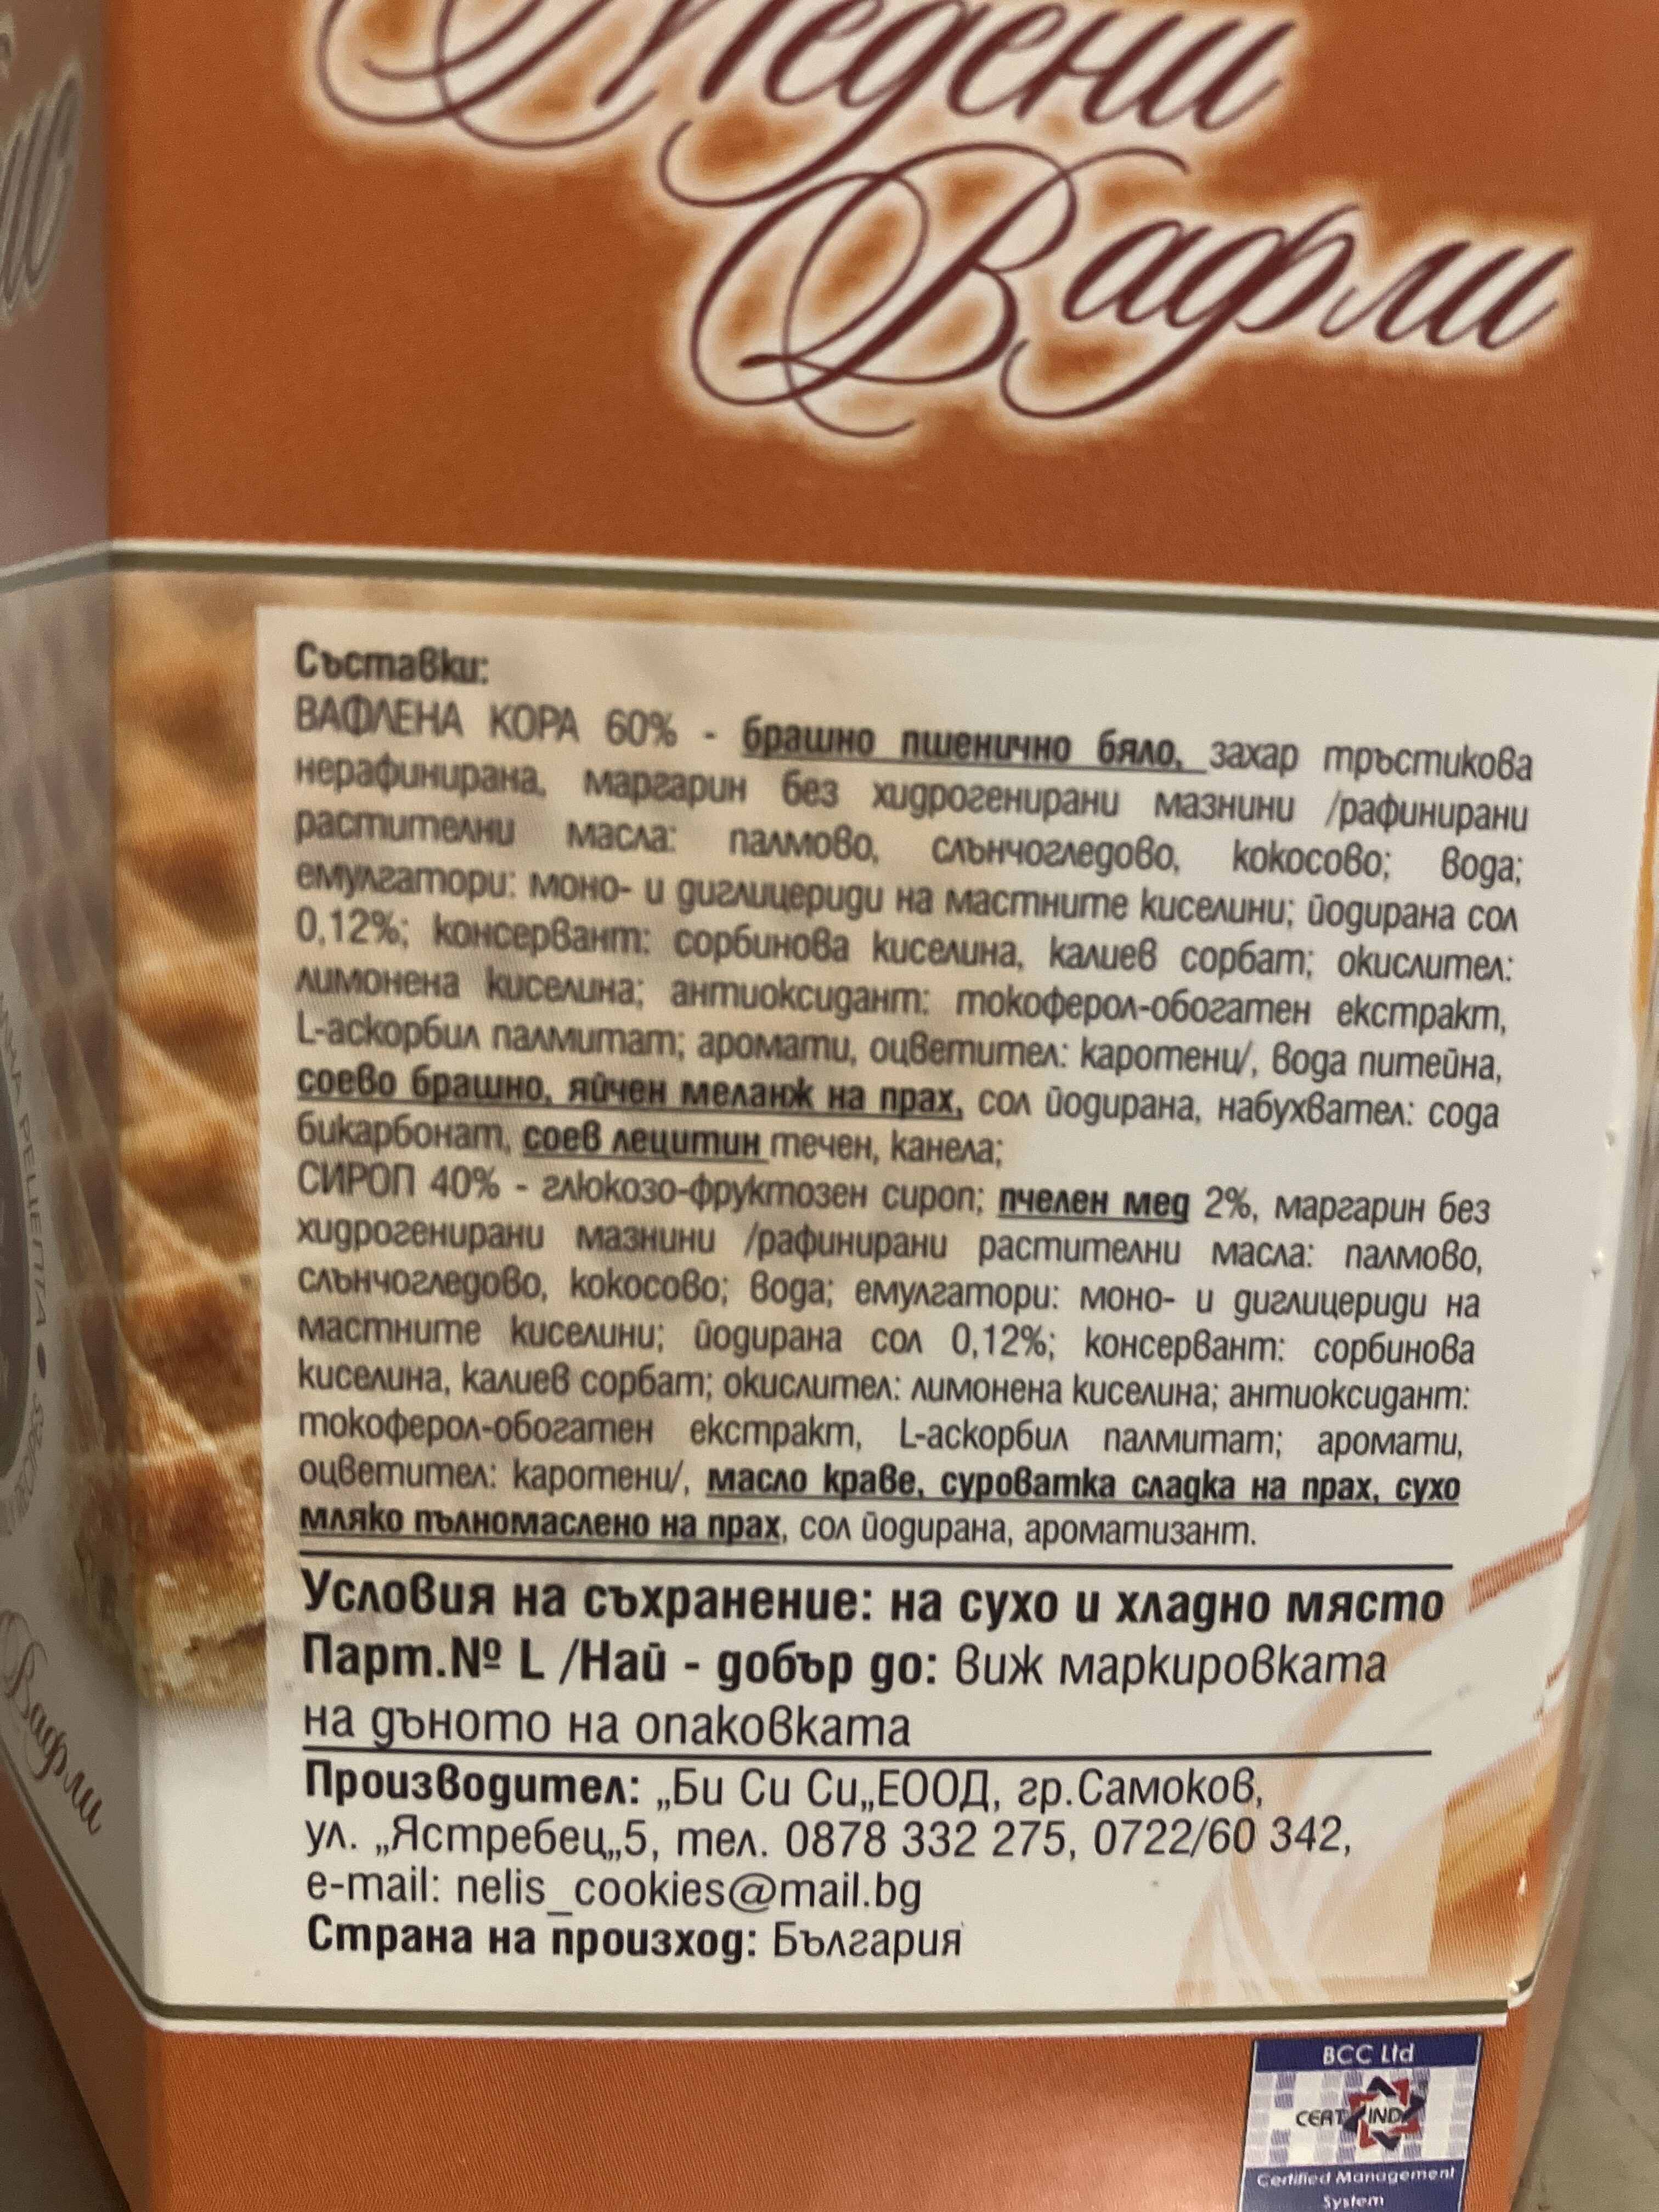 Медени
Вафли
Съставки:
ВАФЛЕНА КОРА 60% - брашно пшенично бяло, захар тръстикова
нерафинирана, маргарин без хидрогенирани мазнини /рафинирани
растителни масла: палмово, слънчогледово, кокосово; вода;
емулгатори: моно- и диглицериди на мастните киселини; йодирана сол
0,12%; консервант: сорбинова киселина, калиев сорбат; окислител:
лимонена киселина; антиоксидант: токоферол-обогатен екстракт,
L-аскорбил палмитат; аромати, оцветител: каротени/, вода питейна,
соево брашно, яйчен меланж на прах, сол йодирана, набухвател: сода
бикарбонат, соев лецитин течен, канела;
СИРОП 40% - глюкозо-фруктозен сироп; пчелен мед 2%, маргарин без
хидрогенирани мазнини /рафинирани растителни масла: палмово,
слънчогледово, кокосово; вода; емулгатори: моно- и диглицериди на
мастните киселини; йодирана сол 0,12%; консервант: сорбинова
киселина, калиев сорбат; окислител: лимонена киселина; антиоксидант:
токоферол-обогатен екстракт, L-аскорбил палмитат; аромати,
оцветител: каротени/, масло краве, суроватка сладка на прах, сухо
мляко пълномаслено на прах, сол йодирана, ароматизант.
Условия на съхранение: на сухо и хладно място
Парт.№ L /Най - добър до: виж маркировката
на дъното на опаковката
Производител: „Би Си Си„ЕООД, гр.Самоков,
ул. „Ястребец„5, тел. 0878 332 275, 0722/60 342,
e-mail: nelis_cookies@mail.bg
Страна на произход: България
BCC Ltd
CERT IND
Certified Management
System
РЕЦЕПТА
Вафли